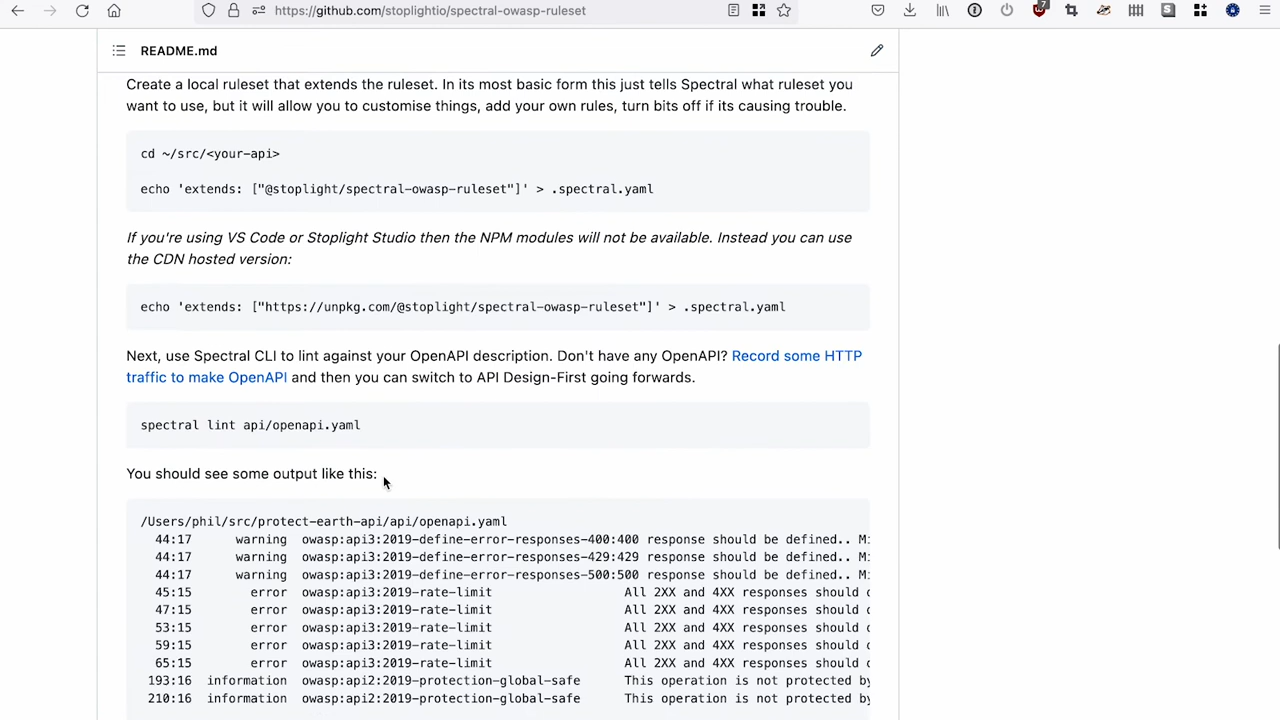 https://github.com/stoplightio/spectral-owasp-ruleset
7
README.md
Create a local ruleset that extends the ruleset. In its most basic form this just tells Spectral what ruleset you
want to use, but it will allow you to customise things, add your own rules, turn bits off if its causing trouble.
cd ~/src/<your-api>
echo 'extends: ["@stoplight/spectral-owasp-ruleset"]' > .spectral.yaml
If you're using VS Code or Stoplight Studio then the NPM modules will not be available. Instead you can use
the CDN hosted version:
echo 'extends: ["https://unpkg.com/@stoplight/spectral-owasp-ruleset"]' > .spectral.yaml
Next, use Spectral CLI to lint against your OpenAPI description. Don't have any OpenAPI? Record some HTTP
traffic to make OpenAPI and then you can switch to API Design-First going forwards.
spectral lint api/openapi.yaml
You should see some output like this:
/Users/phil/src/protect-earth-api/api/openapi.yaml
44:17 warning owasp:api3:2019-define-error-responses-400:400 response should be defined.. Mi
44:17 warning owasp:api3:2019-define-error-responses-429:429 response should be defined.. Mi
44:17 warning owasp:api3:2019-define-error-responses-500:500 response should be defined.. Mi
45:15 error owasp:api3:2019-rate-limit All 2XX and 4XX responses should
47:15 error owasp:api3:2019-rate-limit All 2XX and 4XX responses should
53:15 error owasp:api3:2019-rate-limit All 2XX and 4XX responses should
59:15 error owasp:api3:2019-rate-limit All 2XX and 4XX responses should
65:15 error owasp:api3:2019-rate-limit All 2XX and 4XX responses should
193:16 information owasp:api2:2019-protection-global-safe This operation is not protected by
210:16 information owasp:api2:2019-protection-global-safe This operation is not protected by